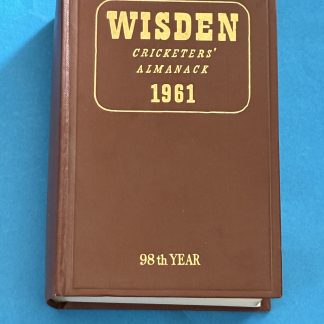 WISDEN
CRICKETERS'
ALMANACK
1961
98th YEAR